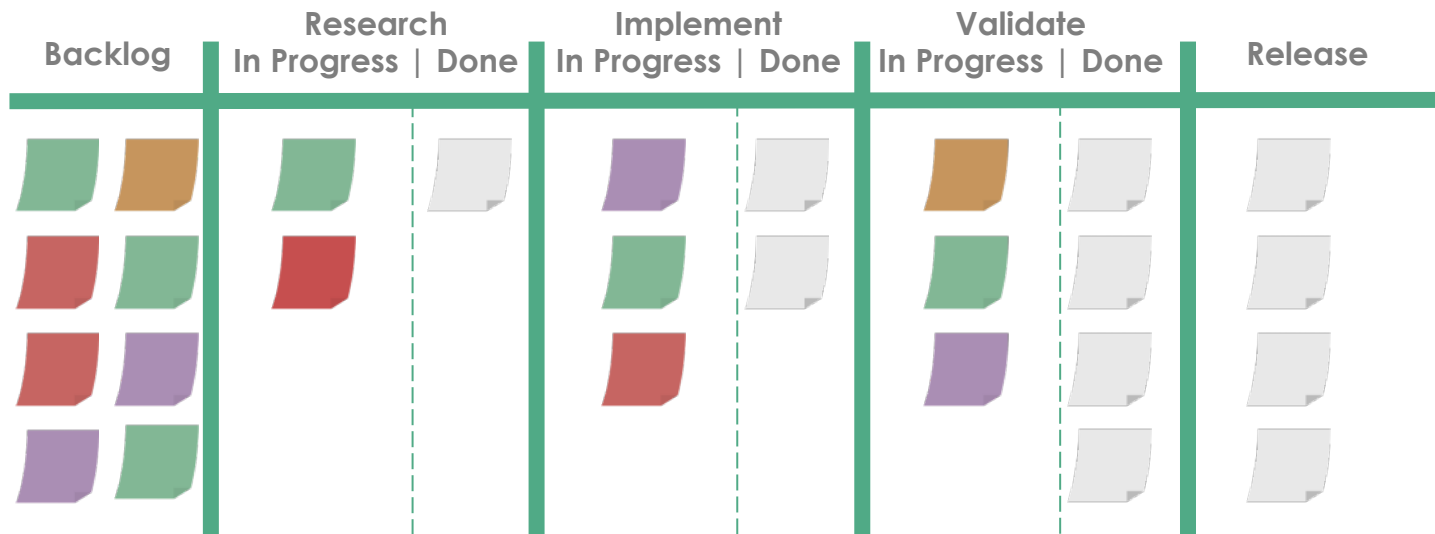 Backlog
Research
In Progress | Done
Implement
In Progress | Done
Validate
In Progress | Done
Release